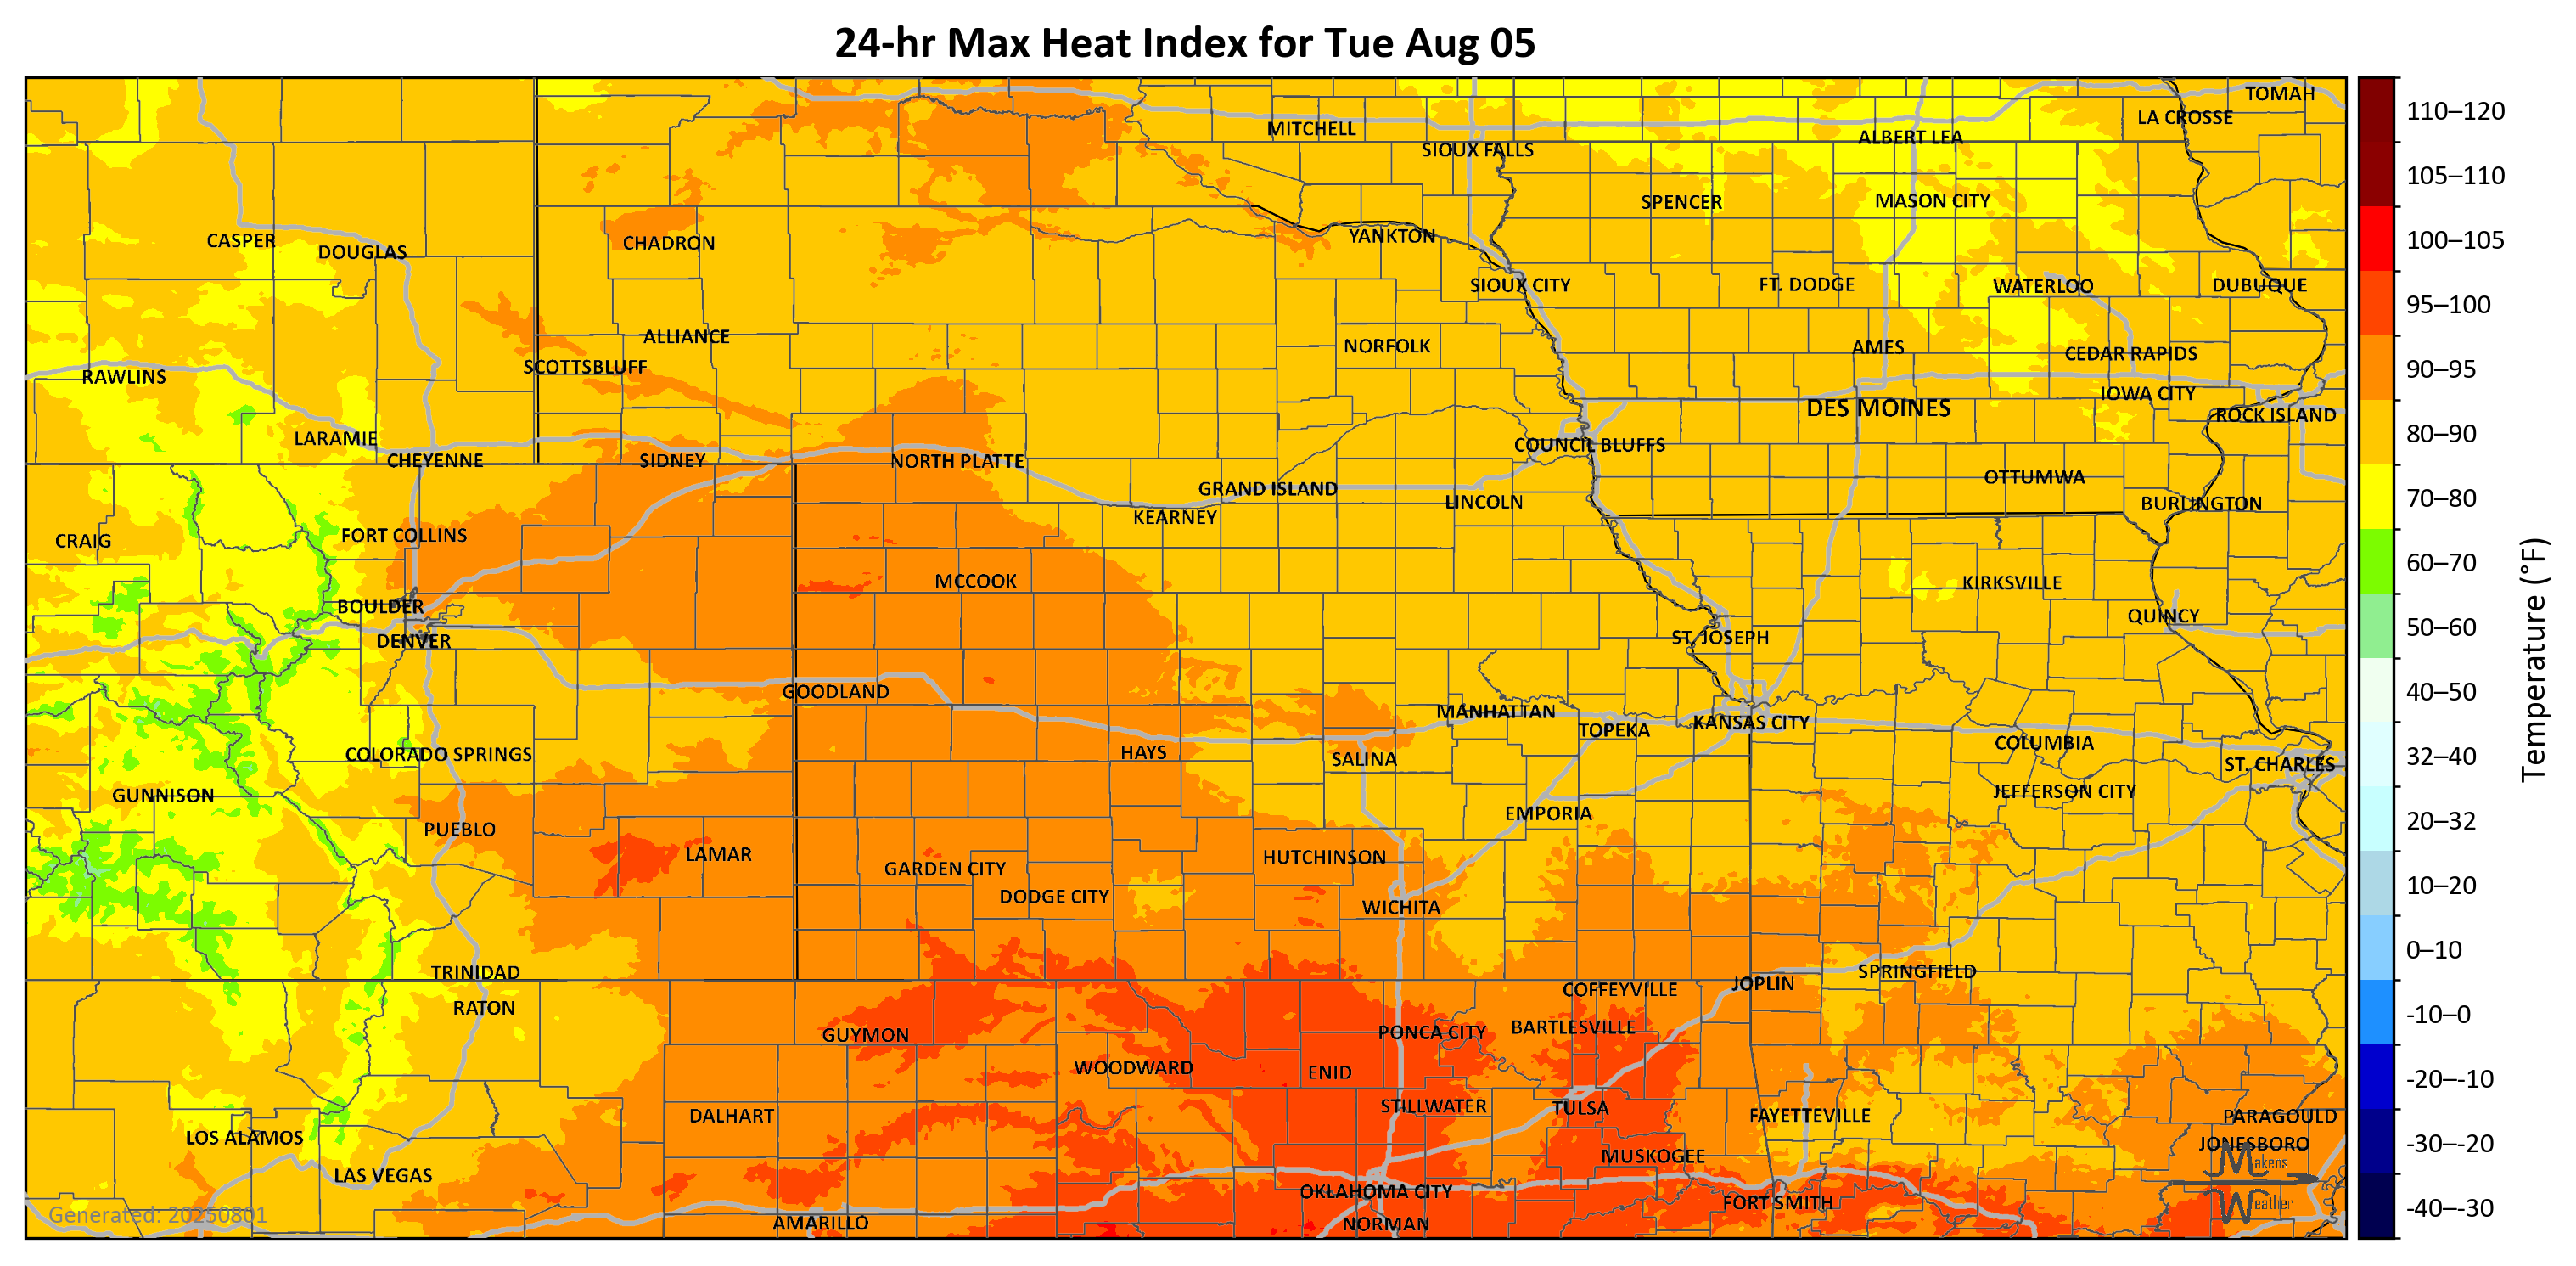 24-hr Max Heat Index for Tue Aug 05
TOMAH
LA CROSSE
MITCHELL
ALBERT LEA
SIOUX FALLS
SPENCER
MASON CITY
CASPER
DOUGLAS
CHADRON
YANKTON
SIOUX CITY
FT. DODGE
WATERLOO
DUBUQUE
ALLIANCE
NORFOLK
AMES
CEDAR RAPIDS
SCOTTSBLUFF
RAWLINS
IOWA CITY
DES MOINES
ROCK ISLAND
LARAMIE
COUNCIL BLUFFS
CHEYENNE
SIDNEY
NORTH PLATTE
OTTUMWA
GRAND ISLAND
LINCOLN
BURLINGTON
KEARNEY
CRAIG
FORT COLLINS
MCCOOK
KIRKSVILLE
BOULDER
QUINCY
DENVER
ST. JOSEPH
GOODLAND
MANHATTAN
TOPEKA
KANSAS CITY
COLUMBIA
COLORADO SPRINGS
HAYS
SALINA
ST. CHARLES
GUNNISON
JEFFERSON CITY
EMPORIA
PUEBLO
LAMAR
HUTCHINSON
GARDEN CITY
DODGE CITY
WICHITA
TRINIDAD
SPRINGFIELD
JOPLIN
COFFEYVILLE
RATON
GUYMON
PONCA CITY
BARTLESVILLE
WOODWARD
ENID
DALHART
STILLWATER
TULSA
FAYETTEVILLE
PARAGOULD
LOS ALAMOS
JONESBORO
MUSKOGEE
LAS VEGAS
OKLAHOMA CITY
FORT SMITH
AMARILLO
NORMAN
Generated: 20250801
Makens
Weather
110–120
105–110
100–105
95–100
90–95
80–90
70–80
60–70
50–60
40–50
32–40
20–32
10–20
0–10
-10–0
-20–-10
-30–-20
-40–-30
Temperature (°F)